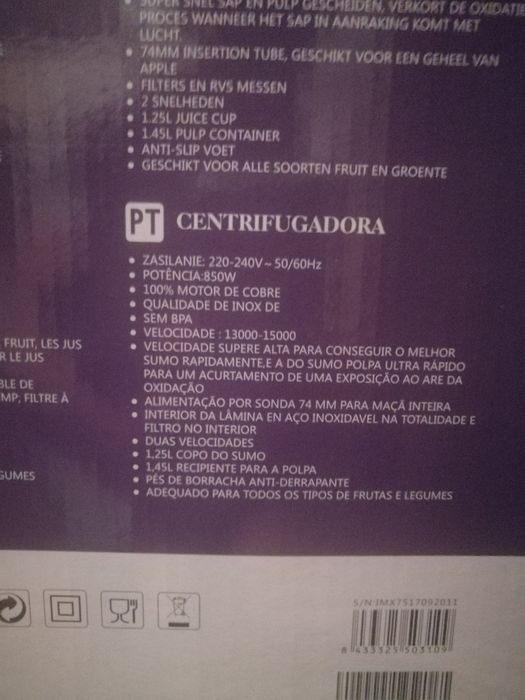 SUPER SNEL SAP EN PULP GESCHEIDEN, VERKORT DE OXIDATIE
PROCES WANNEER HET SAP IN AANRAKING KOMT MET
LUCHT.
• 74MM INSERTION TUBE, GESCHIKT VOOR EEN GEHEEL VAN
APPLE
• FILTERS EN RVS MESSEN
• 2 SNELHEDEN
• 1.25L JUICE CUP
• 1.45L PULP CONTAINER
• ANTI-SLIP VOET
• GESCHIKT VOOR ALLE SOORTEN FRUIT EN GROENTE
PT CENTRIFUGADORA
• ZASILANIE: 220-240V~ 50/60Hz
• POTÊNCIA:850W
• 100% MOTOR DE COBRE
• QUALIDADE DE INOX DE
• SEM BPA
• VELOCIDADE : 13000-15000
• VELOCIDADE SUPERE ALTA PARA CONSEGUIR O MELHOR
SUMO RAPIDAMENTE,E A DO SUMO POLPA ULTRA RÁPIDO
PARA UM ACURTAMENTO DE UMA EXPOSIÇÃO AO ARE DA
OXIDAÇÃO
• ALIMENTAÇÃO POR SONDA 74 MM PARA MAÇÃ INTEIRA
• INTERIOR DA LÂMINA EN AÇO INOXIDAVEL NA TOTALIDADE E
FILTRO NO INTERIOR
• DUAS VELOCIDADES
• 1,25L COPO DO SUMO
• 1,45L RECIPIENTE PARA A POLPA
• PÉS DE BORRACHA ANTI-DERRAPANTE
• ADEQUADO PARA TODOS OS TIPOS DE FRUTAS E LEGUMES
FRUIT, LES JUS
R LE JUS
BLE DE
MP, FILTRE À
GUMES
S/N:JMX7517092011
8 433325 503109